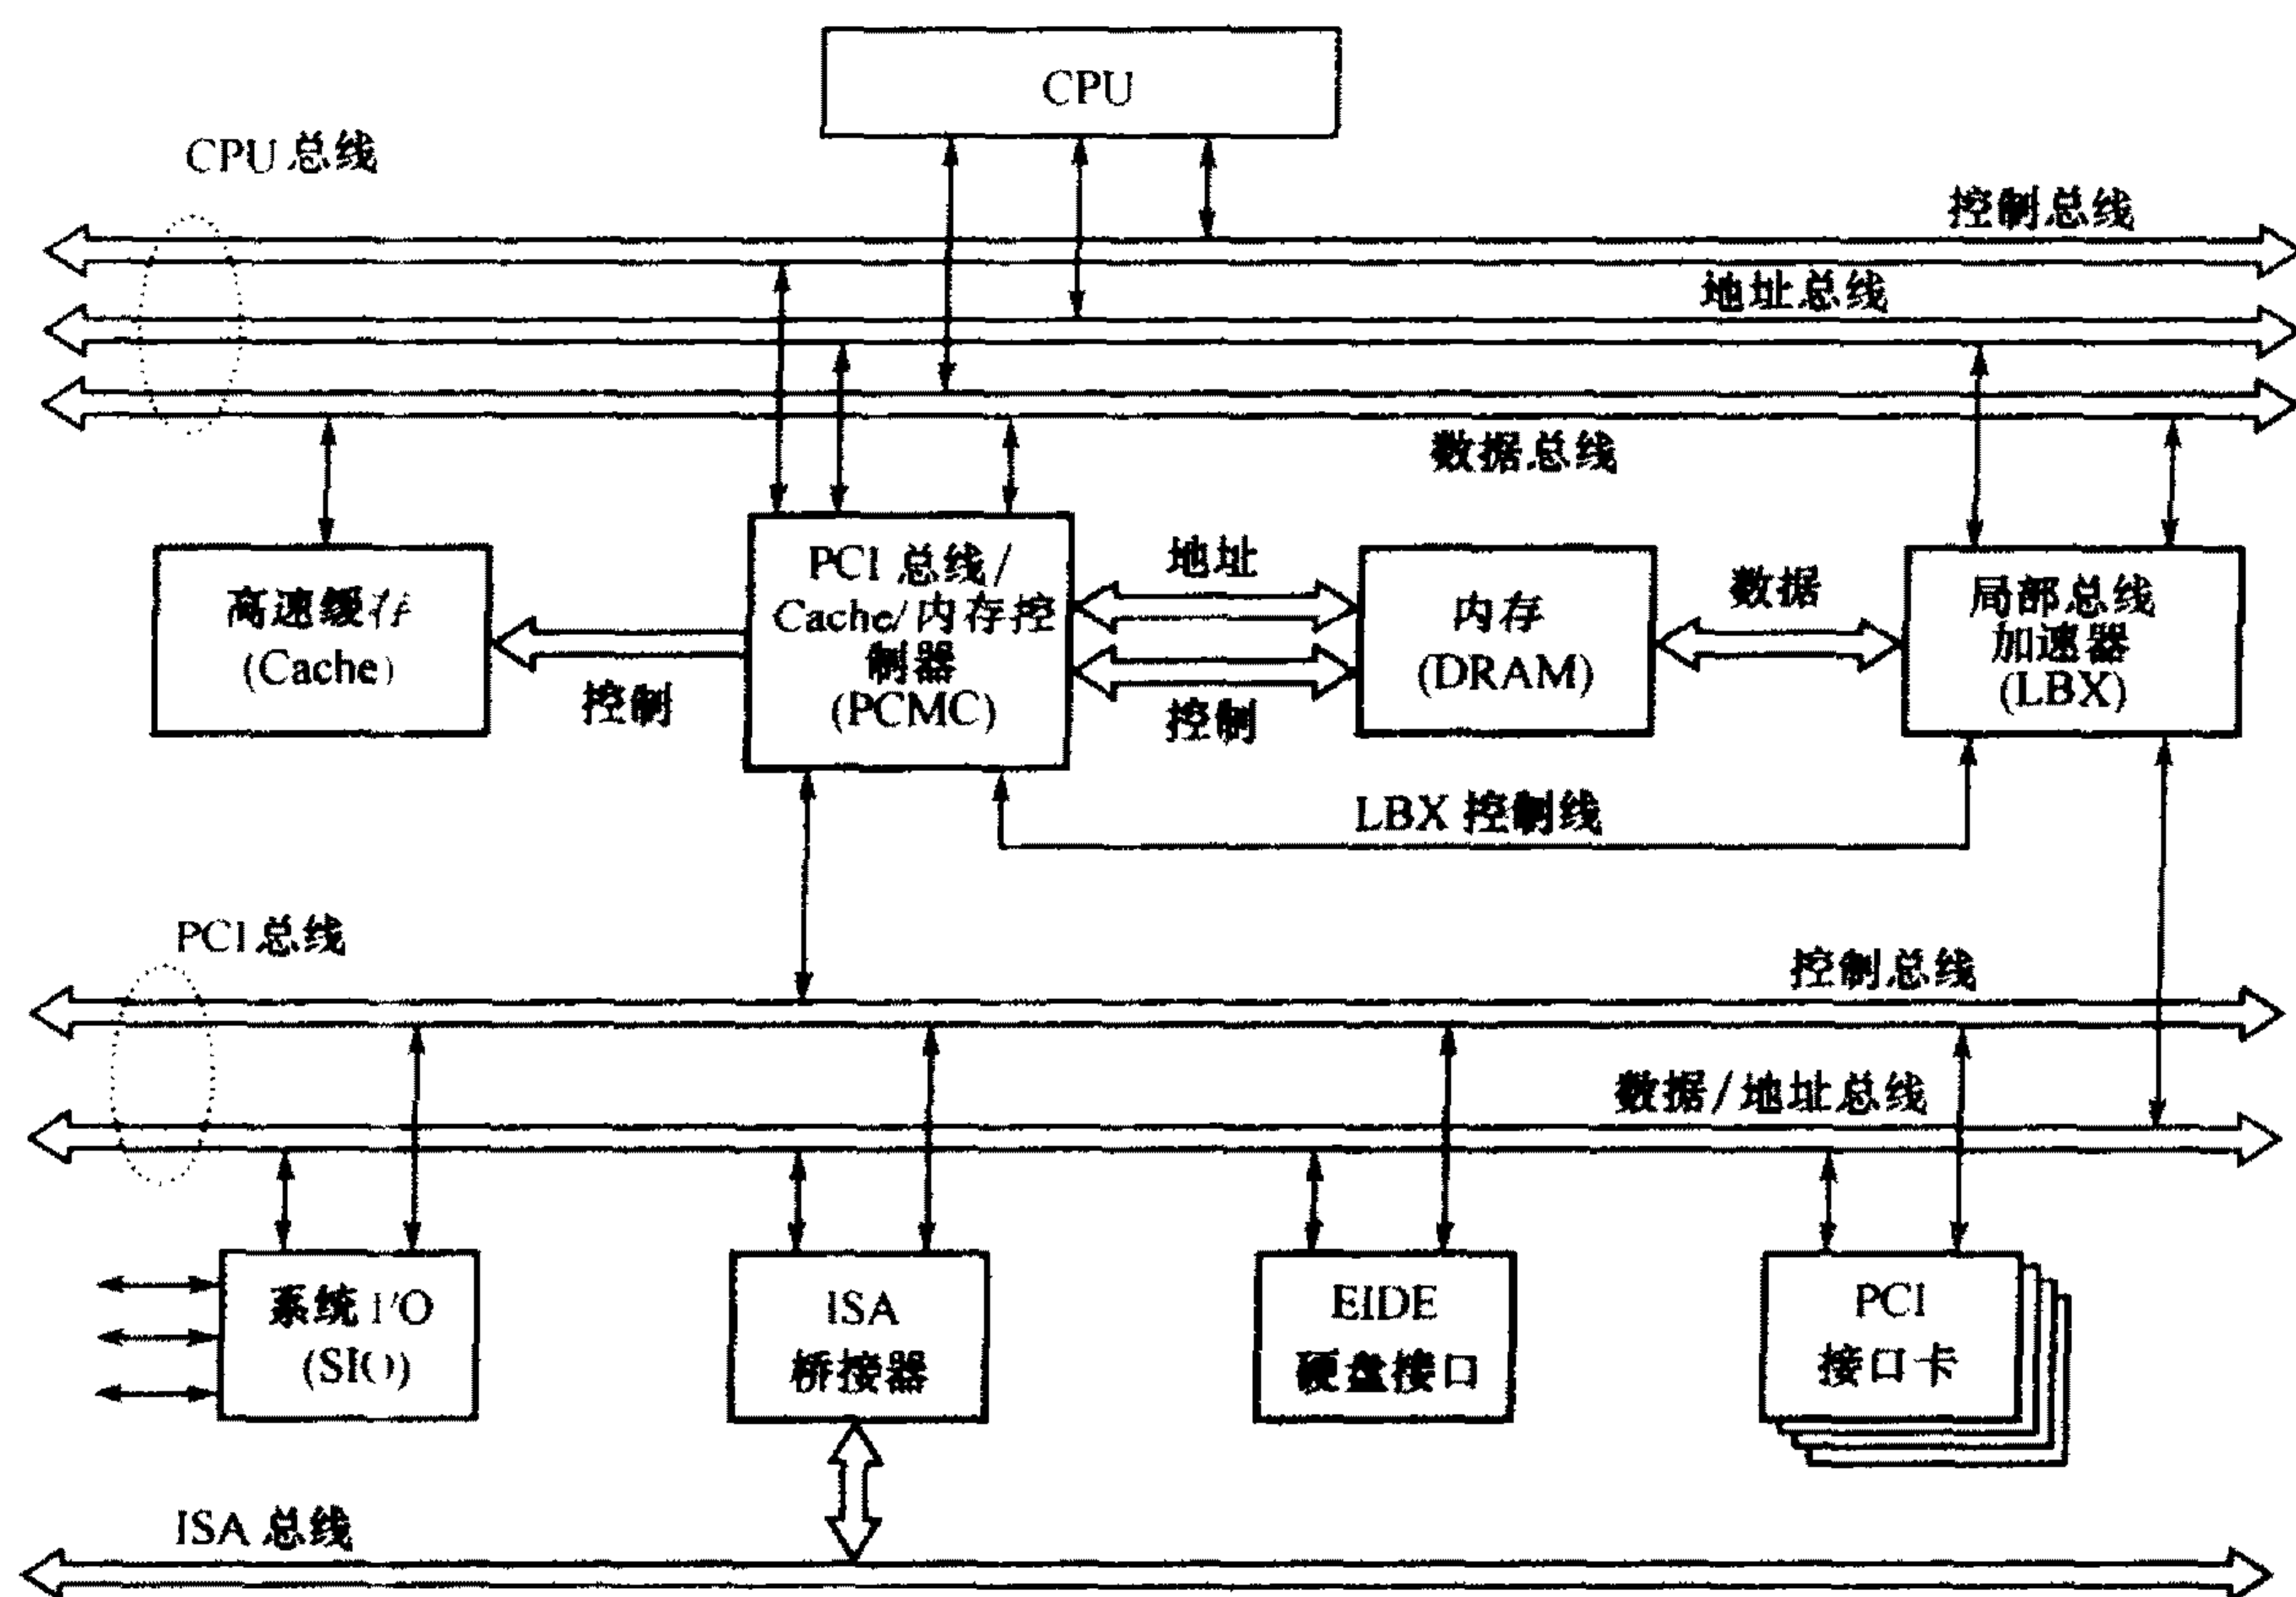 CPU
CPU 总线
控制总线
地址总线
数据总线
高速缓存
(Cache)
控制
PCI 总线/
Cache/内存控
制器
(PCMC)
地址
控制
内存
(DRAM)
数据
局部总线
加速器
(LBX)
LBX 控制线
PCI 总线
控制总线
数据/地址总线
系统 I/O
(SIO)
ISA
桥接器
EIDE
硬盘接口
PCI
接口卡
ISA 总线